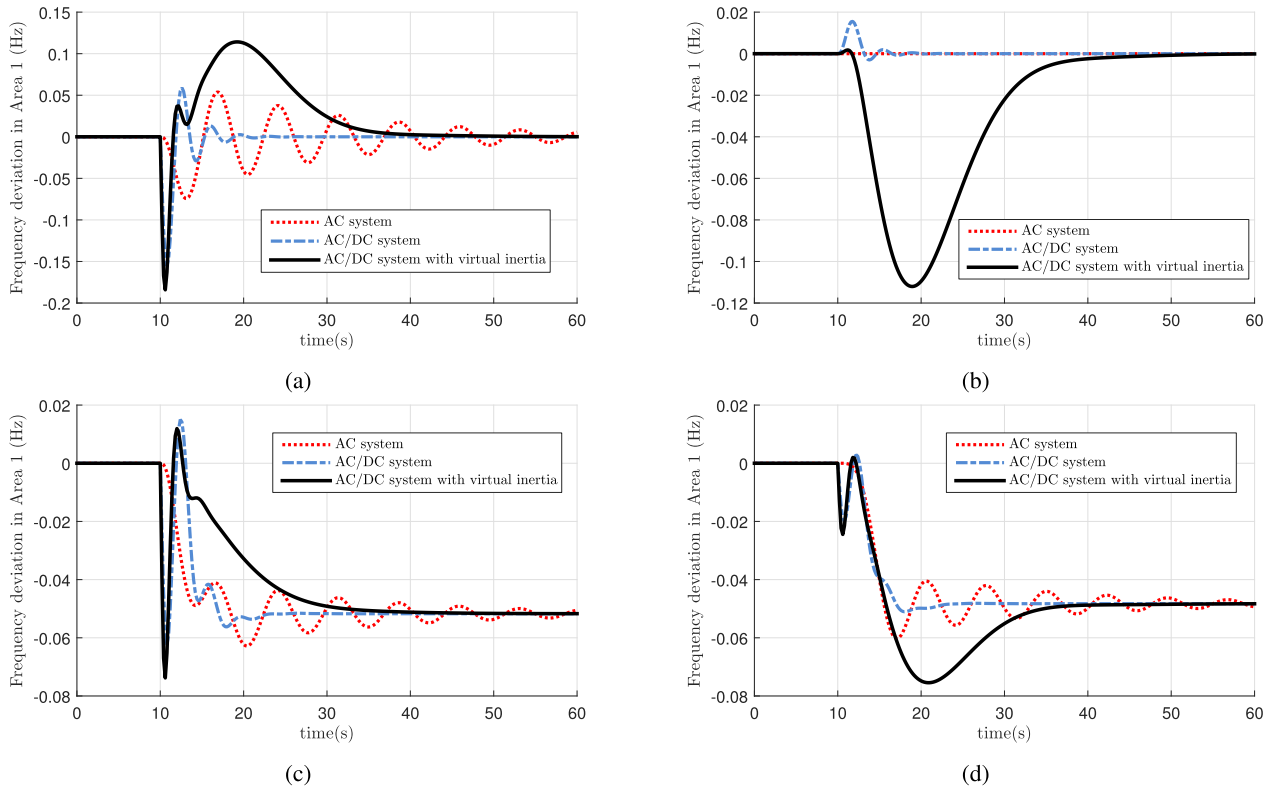 Frequency deviation in Area 1 (Hz)
0.15
0.1
0.05
0
-0.05
-0.1
-0.15
-0.2
AC system
AC/DC system
AC/DC system with virtual inertia
0 10 20 30 40 50 60
time(s)
(a)
Frequency deviation in Area 1 (Hz)
0.02
0
-0.02
-0.04
-0.06
-0.08
-0.1
-0.12
AC system
AC/DC system
AC/DC system with virtual inertia
0 10 20 30 40 50 60
time(s)
(b)
Frequency deviation in Area 1 (Hz)
0.02
0
-0.02
-0.04
-0.06
-0.08
AC system
AC/DC system
AC/DC system with virtual inertia
0 10 20 30 40 50 60
time(s)
(c)
Frequency deviation in Area 1 (Hz)
0.02
0
-0.02
-0.04
-0.06
-0.08
AC system
AC/DC system
AC/DC system with virtual inertia
0 10 20 30 40 50 60
time(s)
(d)